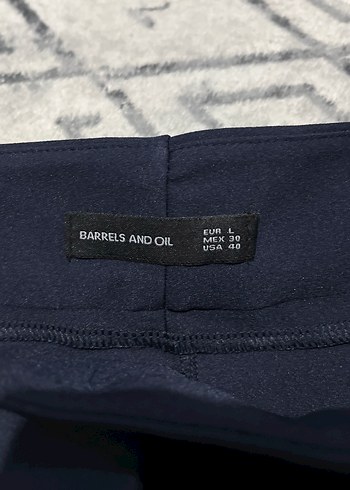 BARRELS AND OIL
EUR L
MEX 30
USA 40